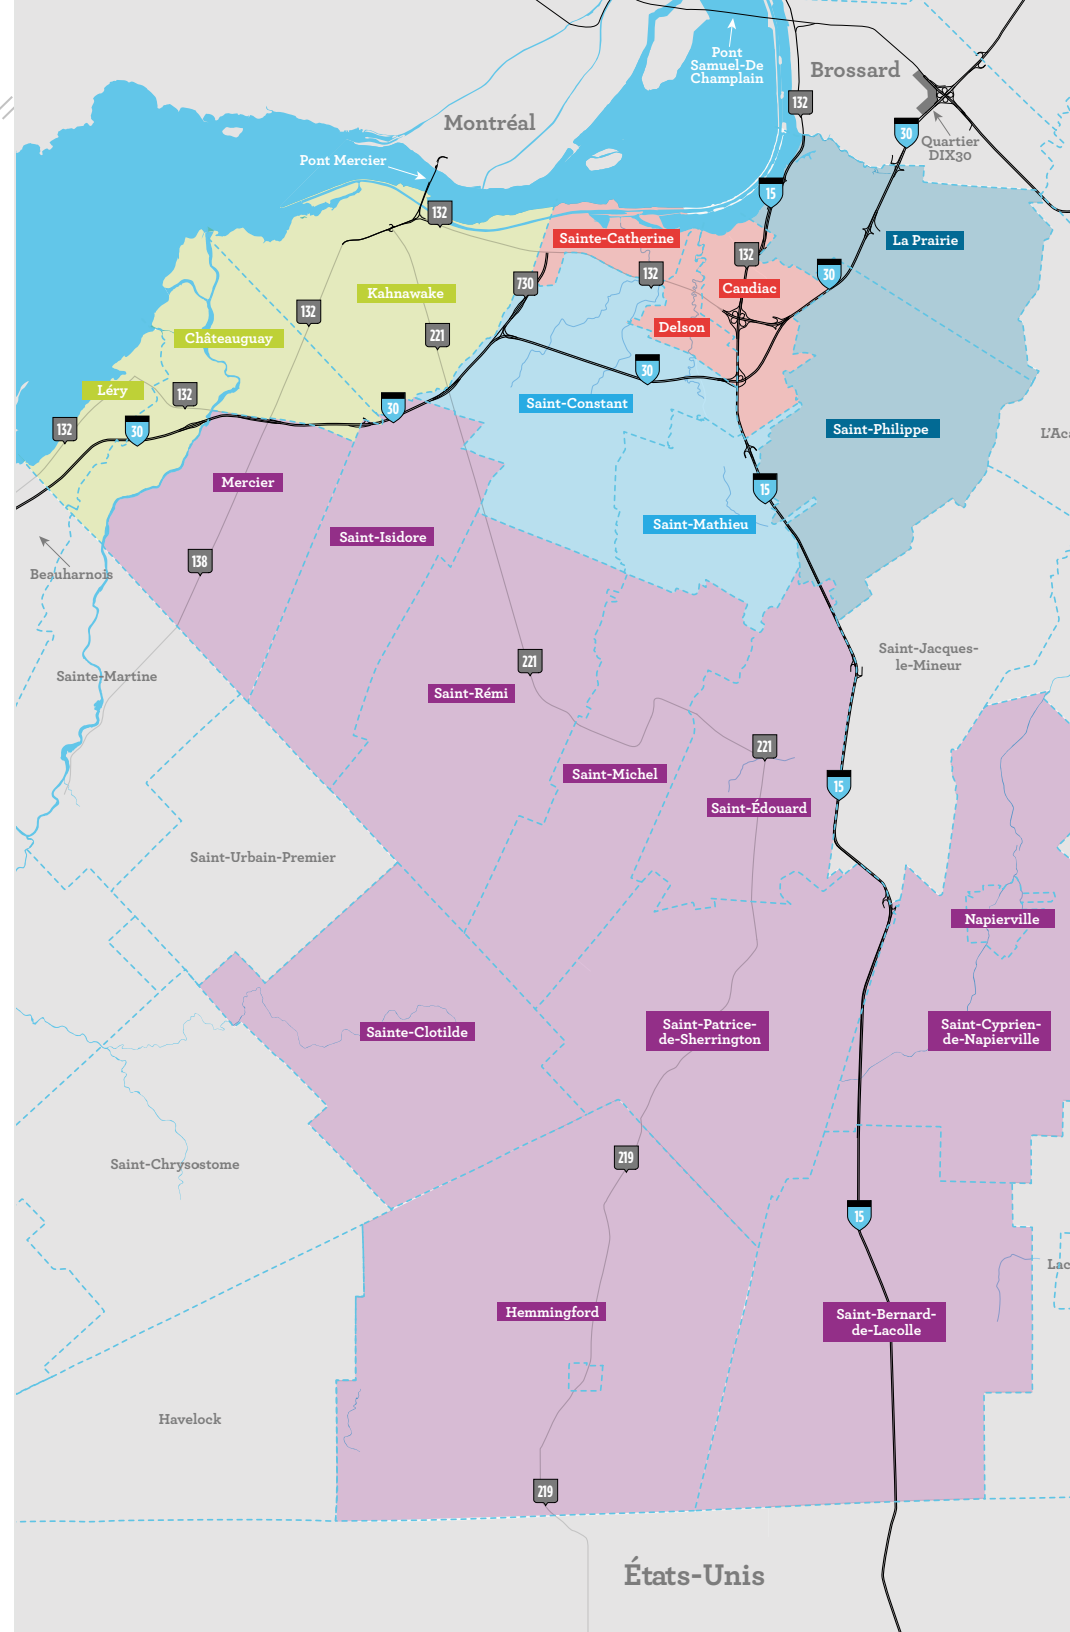 Pont
Samuel-De
Champlain
Brossard
132
Montréal
30
Quartier
DIX30
Pont Mercier
15
132
Sainte-Catherine
La Prairie
132
132
30
730
Kahnawake
Candiac
132
Delson
221
Châteauguay
30
Léry
132
30
Saint-Constant
132
30
Saint-Philippe
L'Aca
Mercier
15
Saint-Isidore
Saint-Mathieu
138
Beauharnois
221
Saint-Jacques-
le-Mineur
Sainte-Martine
Saint-Rémi
221
Saint-Michel
15
Saint-Édouard
Saint-Urbain-Premier
Napierville
Sainte-Clotilde
Saint-Patrice-
de-Sherrington
Saint-Cyprien-
de-Napierville
219
Saint-Chrysostome
15
Lac
Hemmingford
Saint-Bernard-
de-Lacolle
Havelock
219
États-Unis